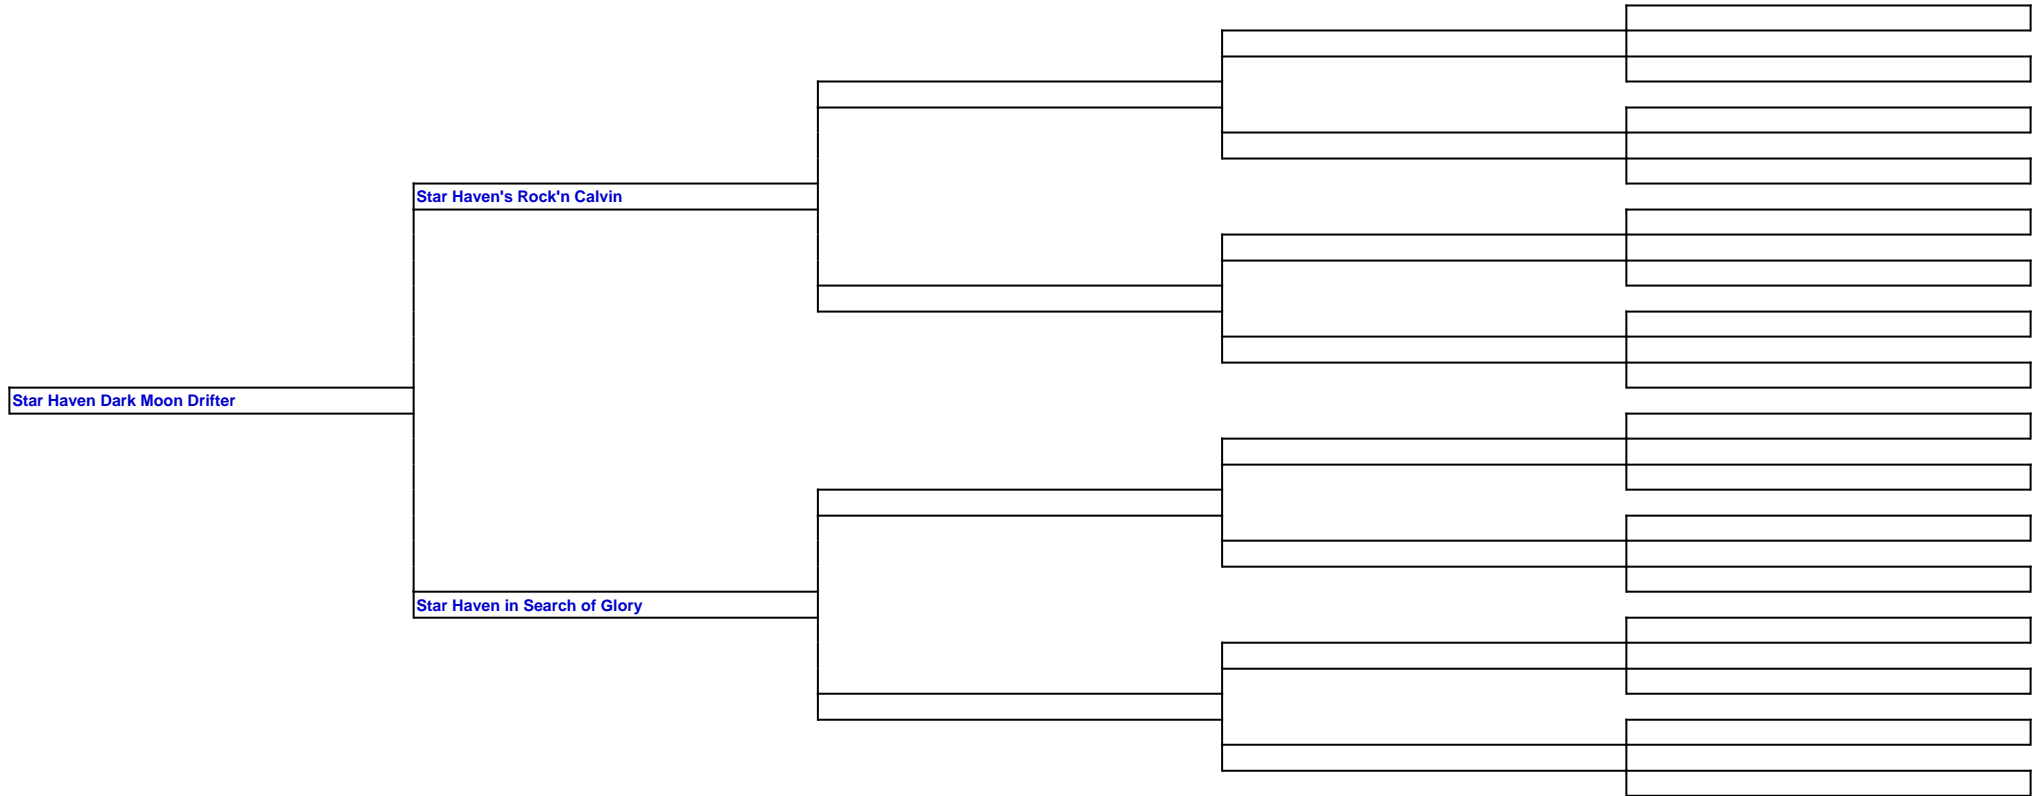 Star Haven's Rock'n Calvin
Star Haven Dark Moon Drifter
Star Haven in Search of Glory